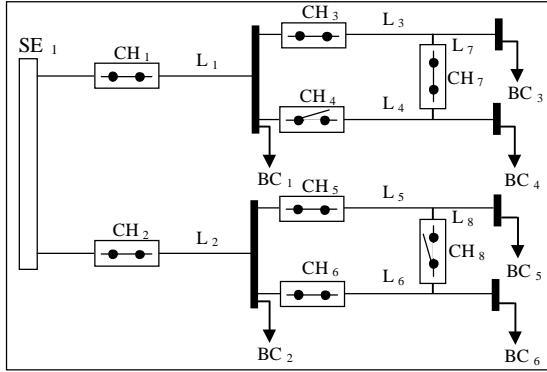 SE 1
CH 1
L 1
CH 3
L 3
L 7
CH 7
BC 3
CH 4
L 4
BC 1
BC 4
CH 5
L 5
L 8
CH 2
L 2
CH 8
CH 6
L 6
BC 5
BC 2
BC 6